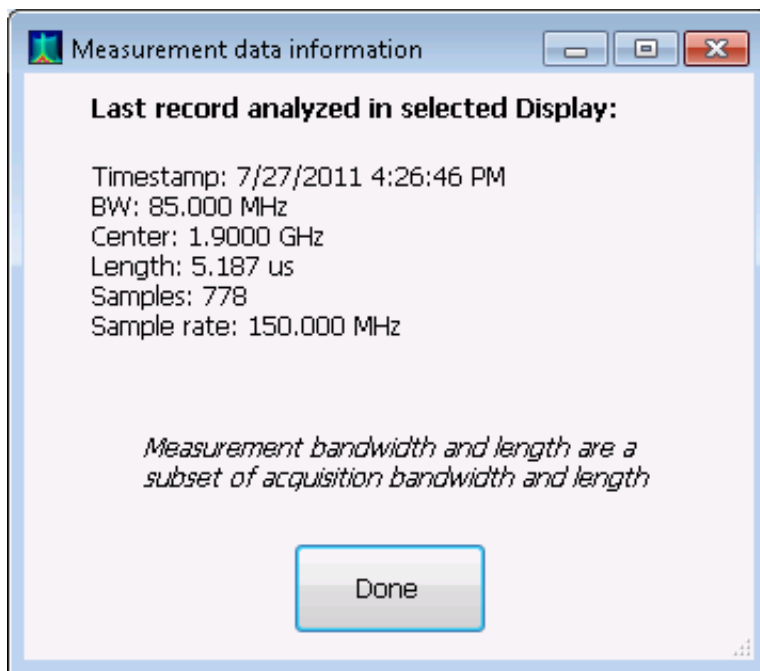 Measurement data information
Last record analyzed in selected Display:
Timestamp: 7/27/2011 4:26:46 PM
BW: 85.000 MHz
Center: 1.9000 GHz
Length: 5.187 us
Samples: 778
Sample rate: 150.000 MHz
Measurement bandwidth and length are a
subset of acquisition bandwidth and length
Done